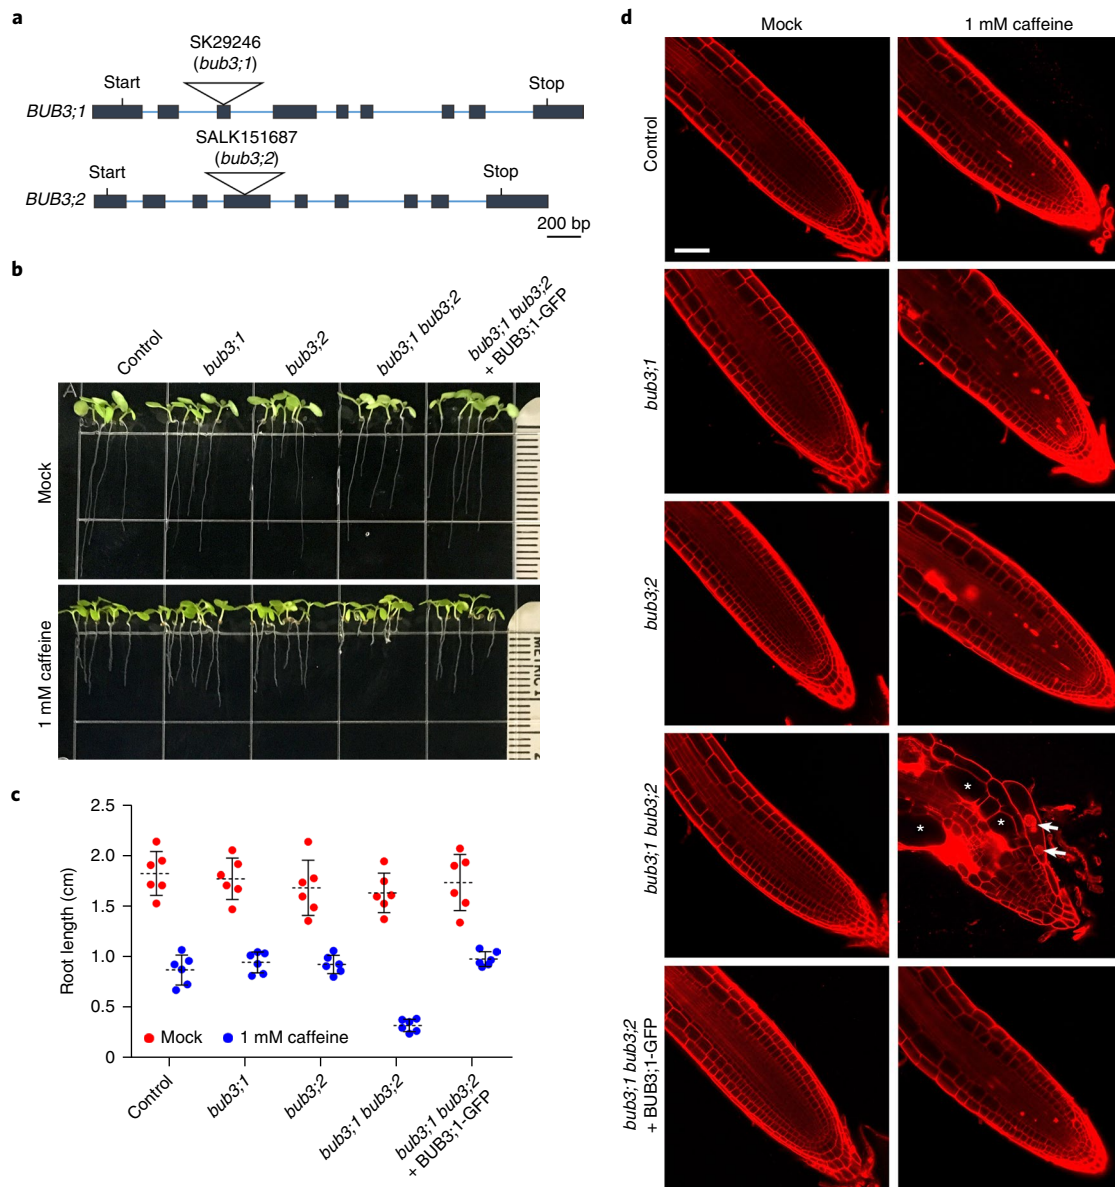 a
SK29246
(bub3;1)
Start
Stop
BUB3;1
SALK151687
(bub3;2)
Start
Stop
BUB3;2
200 bp
b
Control
bub3;1
bub3;2
bub3;1 bub3;2
bub3;1 bub3;2
+ BUB3;1-GFP
Mock
A
1 mM caffeine
c
Root length (cm)
2.5
2.0
1.5
1.0
0.5
0
Mock
1 mM caffeine
Control
bub3;1
bub3;2
bub3;1 bub3;2
bub3;1 bub3;2
+ BUB3;1-GFP
d
Mock
1 mM caffeine
Control
bub3;1
bub3;2
bub3;1 bub3;2
*
*
*
bub3;1 bub3;2
+ BUB3;1-GFP